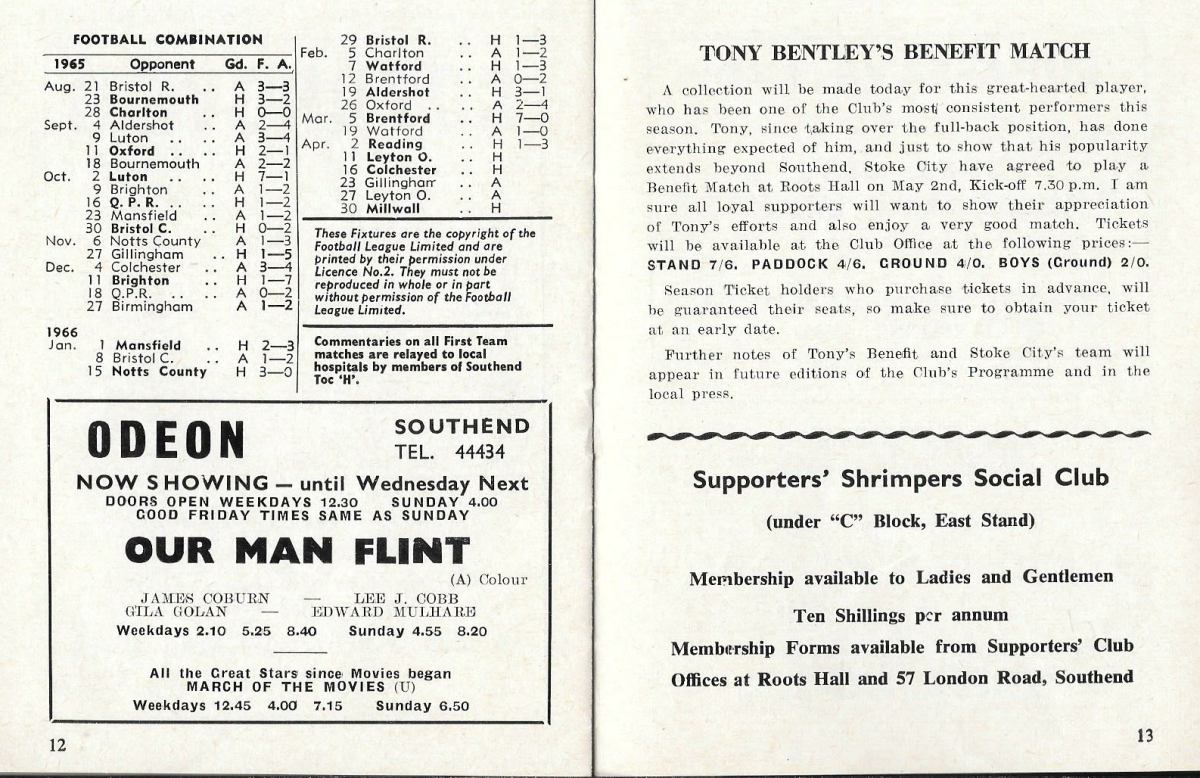 FOOTBALL COMBINATION
1965 Opponent Gd. F. A.
Aug. 21 Bristol R. .. A 3—3
23 Bournemouth H 3—2
28 Charlton .. H 0—0
Sept. 4 Aldershot .. A 2—4
9 Luton .. .. A 3—4
11 Oxford .. H 2—1
18 Bournemouth A 2—2
Oct. 2 Luton .. .. H 7—1
9 Brighton .. A 1—2
16 Q. P. R. .. .. H 1—2
23 Mansfield .. A 1—2
30 Bristol C. .. H 0—2
Nov. 6 Notts County A 1—3
27 Gillingham .. H 1—5
Dec. 4 Colchester .. A 3—4
11 Brighton .. H 1—7
18 Q.P.R. .. .. A 0—2
27 Birmingham A 1—2
1966
Jan. 1 Mansfield .. H 2—3
8 Bristol C. .. A 1—2
15 Notts County H 3—0
29 Bristol R. .. H 1—3
Feb. 5 Charlton .. A 1—2
7 Watford .. H 1—3
12 Brentford .. A 0—2
19 Aldershot .. H 3—1
26 Oxford .. .. A 2—4
Mar. 5 Brentford .. H 7—0
19 Watford .. A 1—0
Apr. 2 Reading .. H 1—3
11 Leyton O. .. H
16 Colchester .. H
23 Gillingham .. A
27 Leyton O. .. A
30 Millwall .. H
These Fixtures are the copyright of the
Football League Limited and are
printed by their permission under
Licence No.2. They must not be
reproduced in whole or in part
without permission of the Football
League Limited.
Commentaries on all First Team
matches are relayed to local
hospitals by members of Southend
Toc 'H'.
ODEON SOUTHEND
TEL. 44434
NOW SHOWING — until Wednesday Next
DOORS OPEN WEEKDAYS 12.30 SUNDAY 4.00
GOOD FRIDAY TIMES SAME AS SUNDAY
OUR MAN FLINT
(A) Colour
JAMES COBURN — LEE J. COBB
GILA GOLAN — EDWARD MULHARE
Weekdays 2.10 5.25 8.40 Sunday 4.55 8.20
All the Great Stars since Movies began
MARCH OF THE MOVIES (U)
Weekdays 12.45 4.00 7.15 Sunday 6.50
12
TONY BENTLEY'S BENEFIT MATCH
A collection will be made today for this great-hearted player,
who has been one of the Club's most consistent performers this
season. Tony, since taking over the full-back position, has done
everything expected of him, and just to show that his popularity
extends beyond Southend, Stoke City have agreed to play a
Benefit Match at Roots Hall on May 2nd, Kick-off 7.30 p.m. I am
sure all loyal supporters will want to show their appreciation
of Tony's efforts and also enjoy a very good match. Tickets
will be available at the Club Office at the following prices:—
STAND 7/6. PADDOCK 4/6. GROUND 4/0. BOYS (Ground) 2/0.
Season Ticket holders who purchase tickets in advance, will
be guaranteed their seats, so make sure to obtain your ticket
at an early date.
Further notes of Tony's Benefit and Stoke City's team will
appear in future editions of the Club's Programme and in the
local press.
Supporters' Shrimpers Social Club
(under "C" Block, East Stand)
Membership available to Ladies and Gentlemen
Ten Shillings per annum
Membership Forms available from Supporters' Club
Offices at Roots Hall and 57 London Road, Southend
13